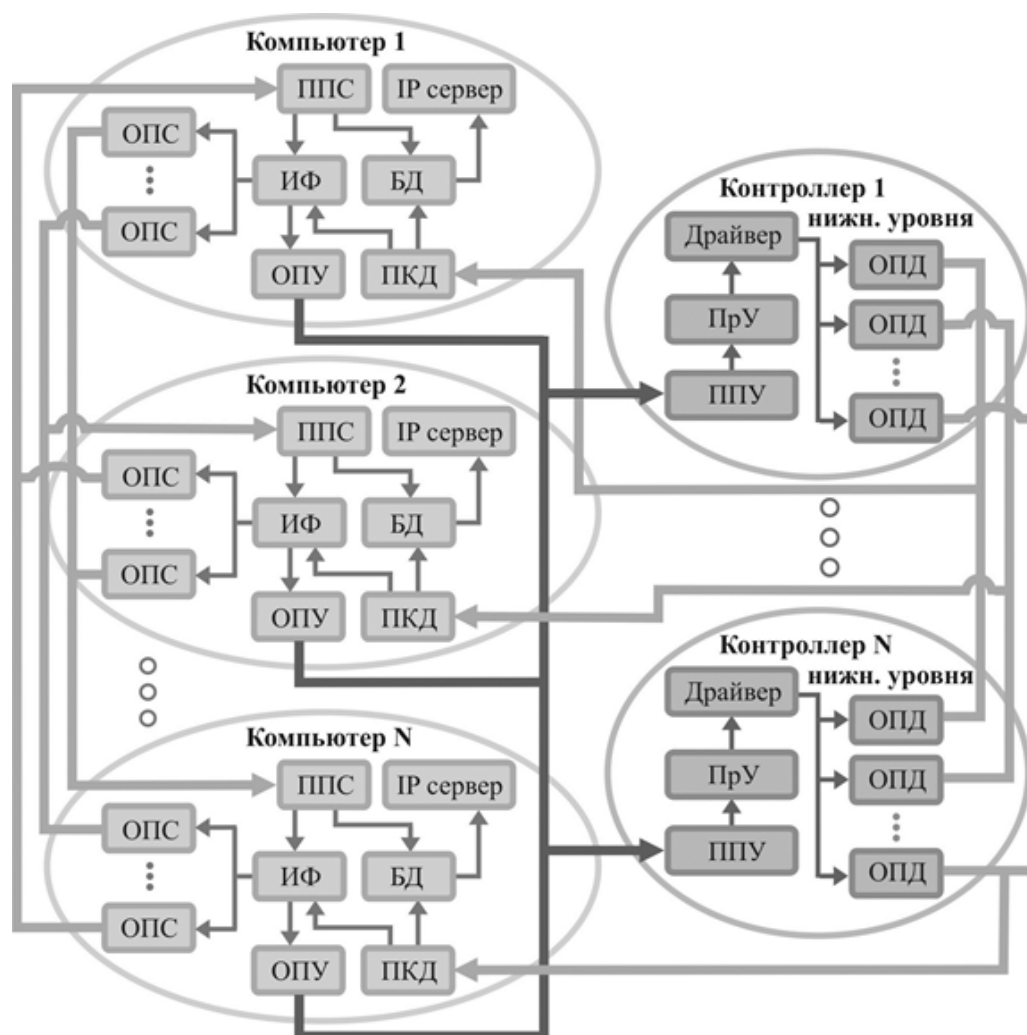 Компьютер 1
ППС
IP сервер
ОПС
ИФ
БД
ОПС
ОПУ
ПКД
Контроллер 1
нижн. уровня
Драйвер
ОПД
ПрУ
ОПД
ППУ
ОПД
Компьютер 2
ППС
IP сервер
ОПС
ИФ
БД
ОПС
ОПУ
ПКД
Контроллер N
нижн. уровня
Драйвер
ОПД
ПрУ
ОПД
ППУ
ОПД
Компьютер N
ППС
IP сервер
ОПС
ИФ
БД
ОПС
ОПУ
ПКД